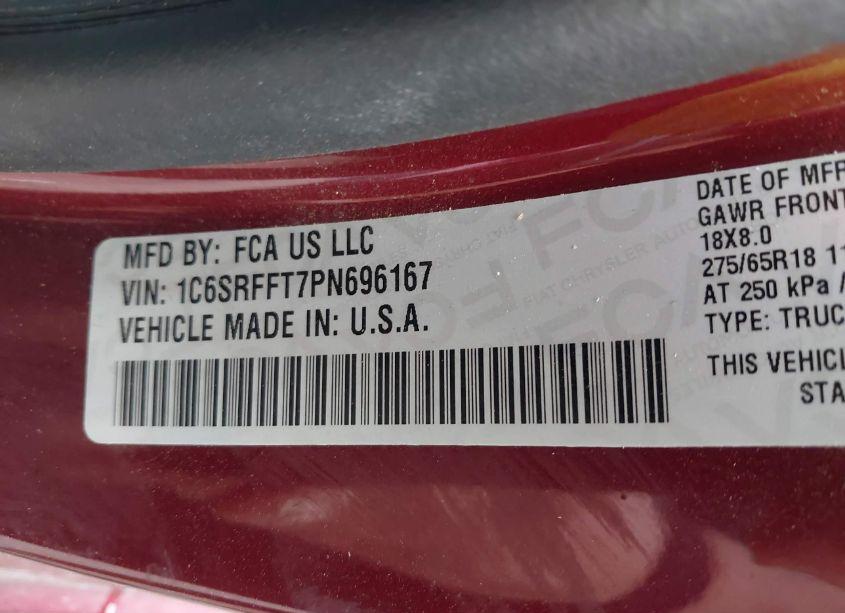 MFD BY: FCA US LLC
VIN: 1C6SRFFT7PN696167
VEHICLE MADE IN: U.S.A.
DATE OF MFR
GAWR FRONT
18X8.0
275/65R18
AT 250 kPa /
TYPE: TRUC
THIS VEHICL
STA